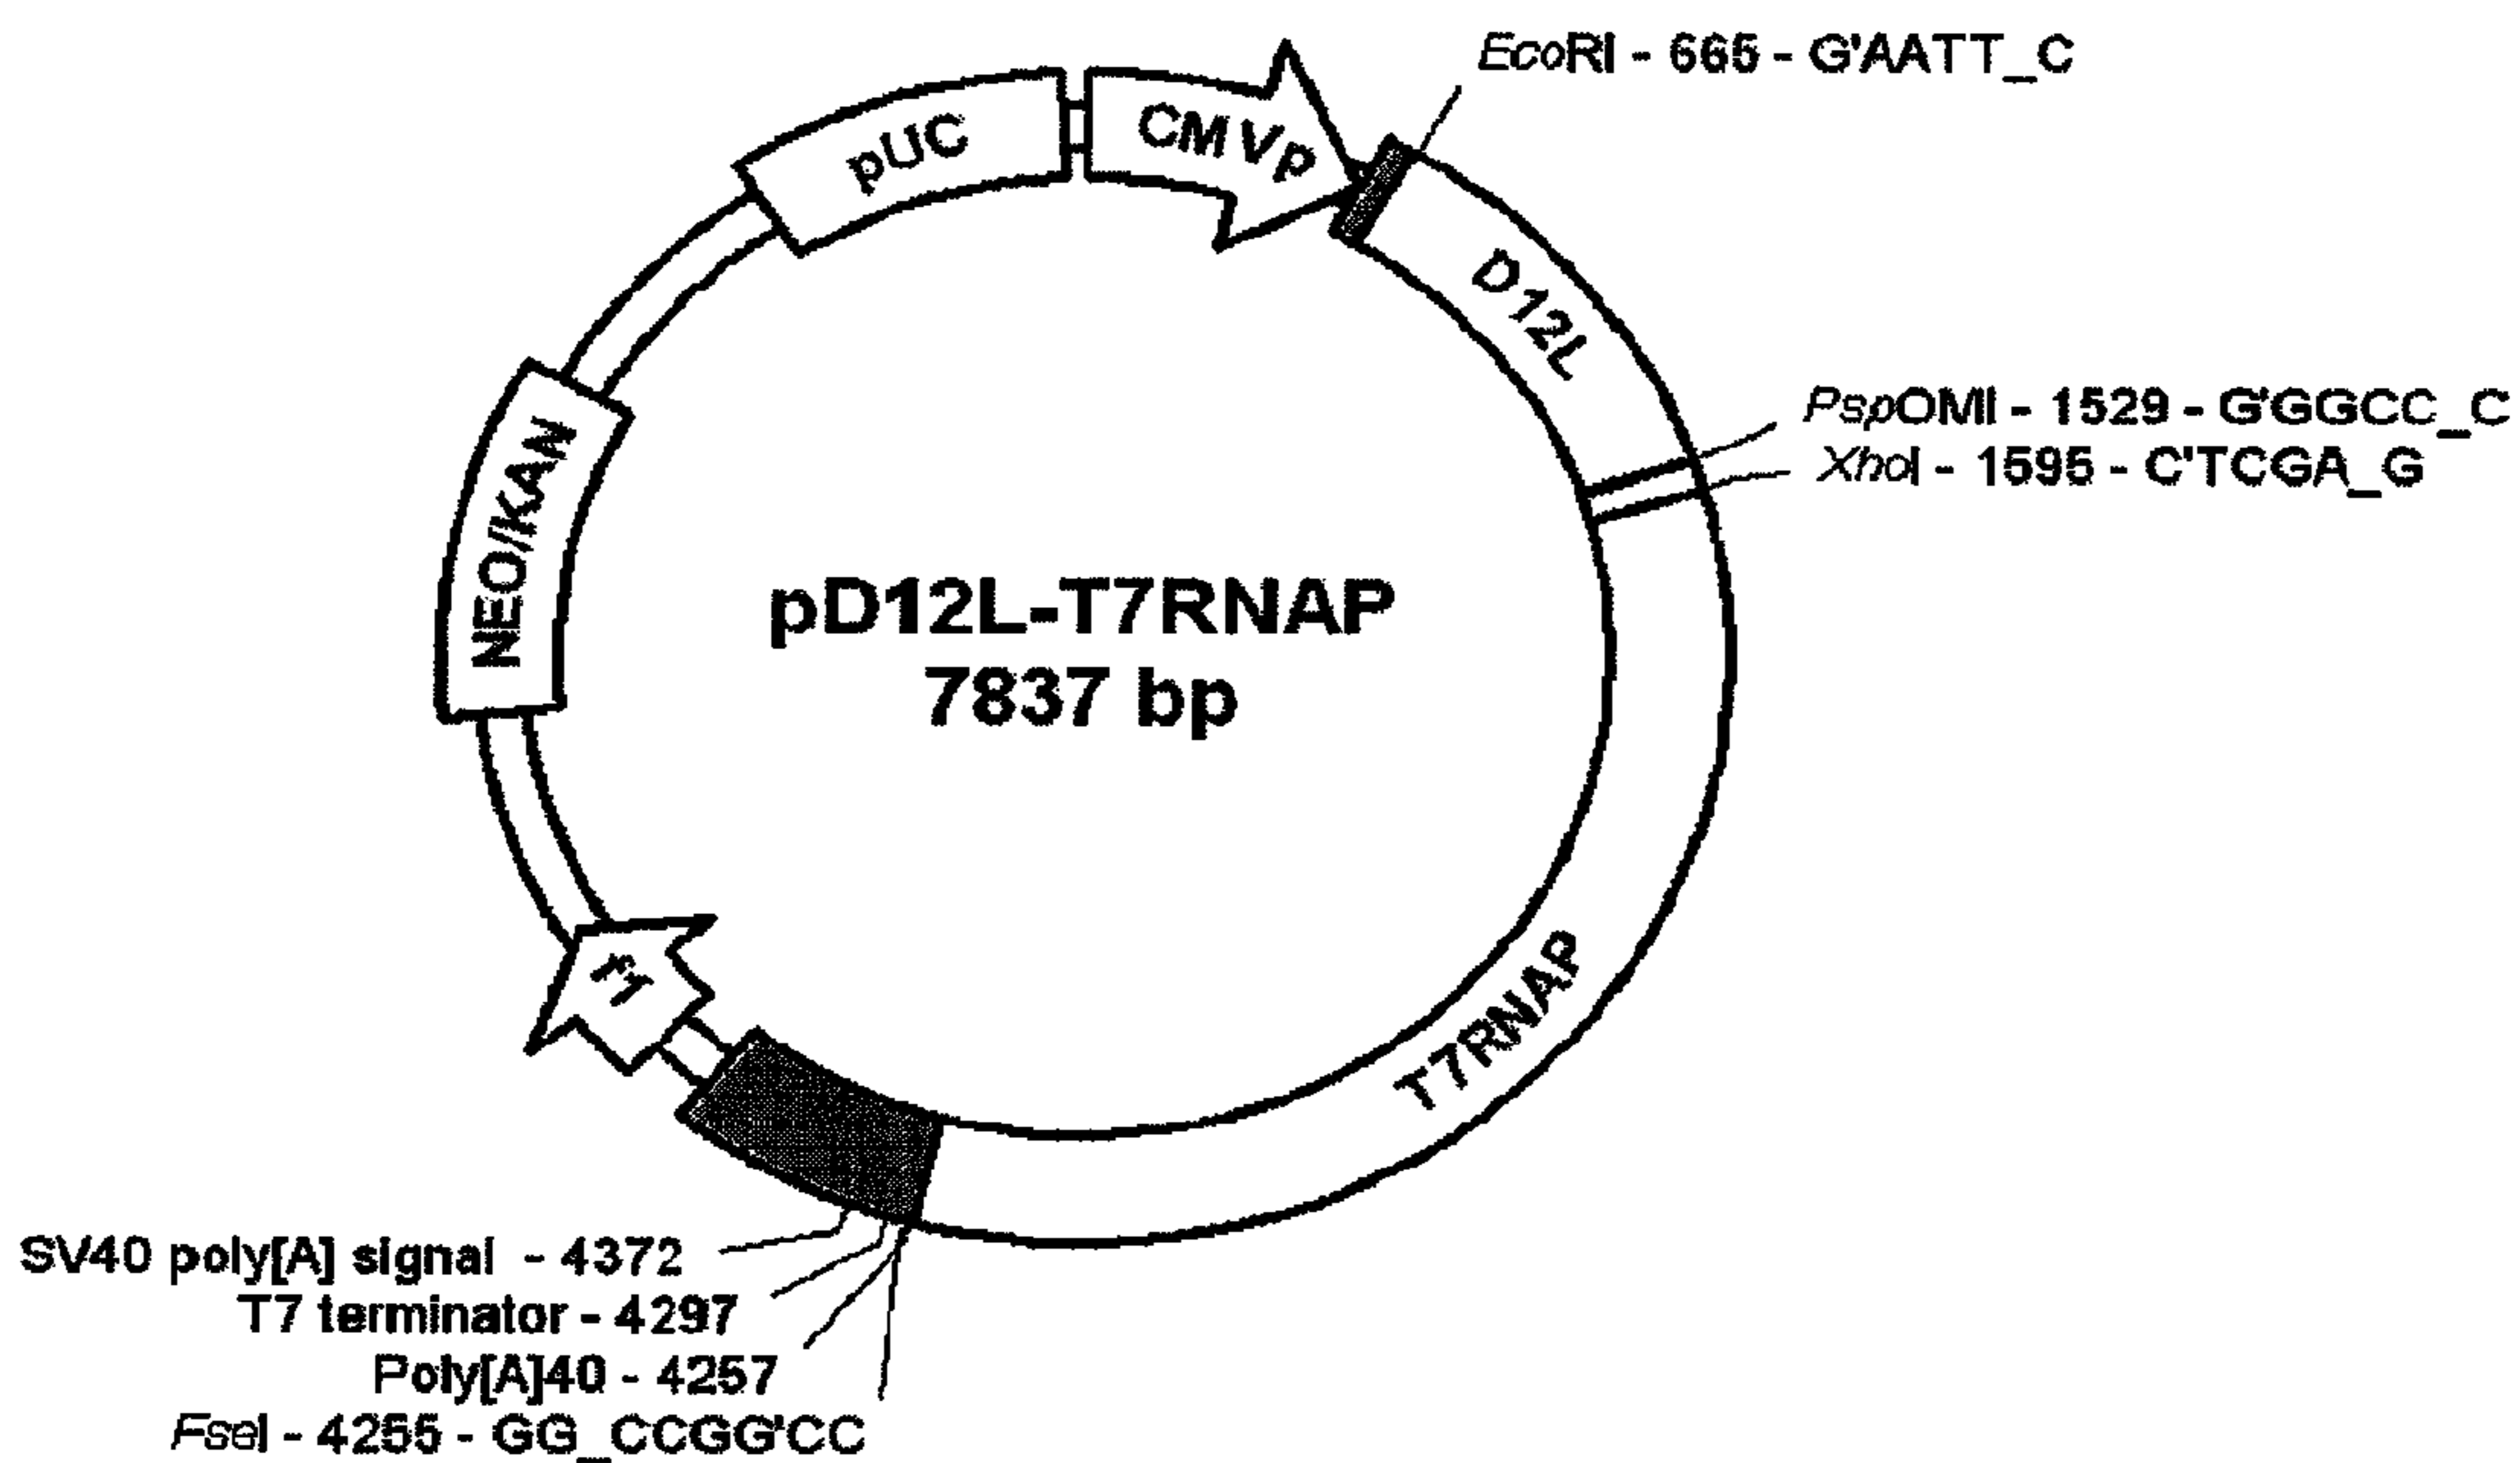 EcoRI - 665 - G'AATT_C
pUC
CMVp
D12L
PspOMI - 1529 - G'GGCC_C
XhoI - 1595 - C'TCGA_G
NEO/KAN
pD12L-T7RNAP
7837 bp
f1
T7RNAP
SV40 poly[A] signal - 4372
T7 terminator - 4297
Poly[A]40 - 4257
FseI - 4255 - GG_CCGG'CC